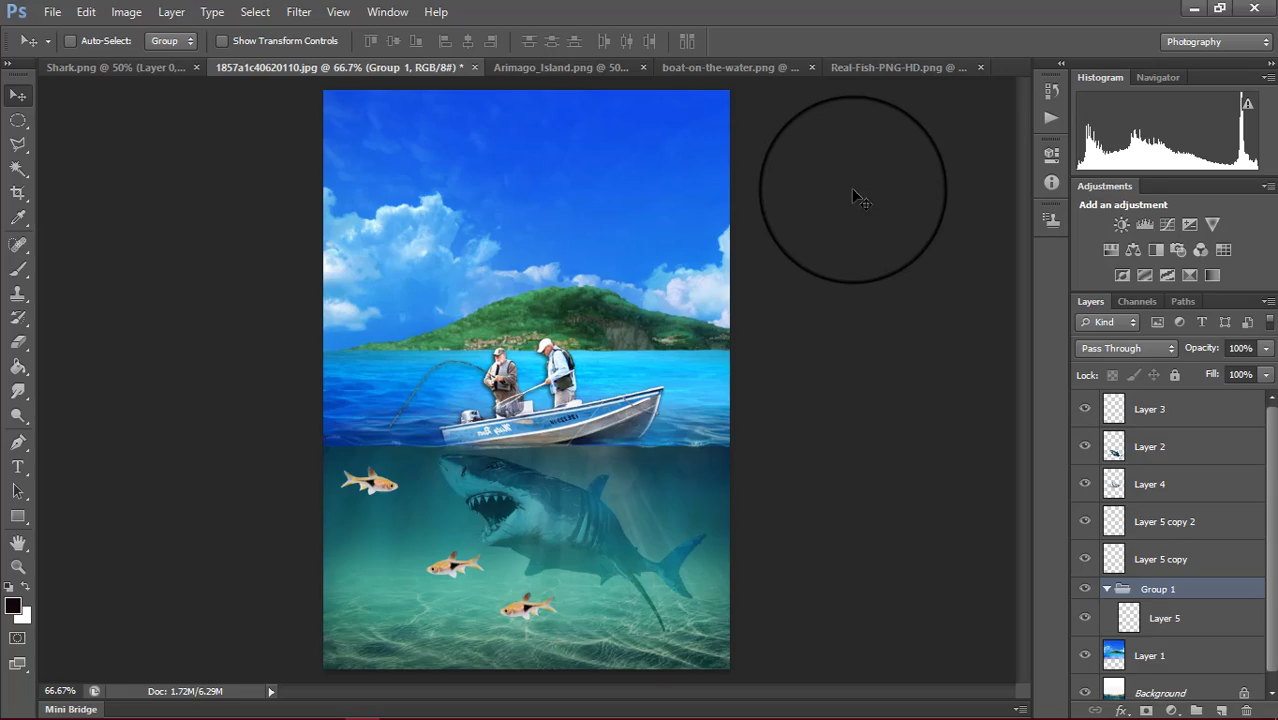 Ps File Edit Image Layer Type Select Filter View Window Help
Auto-Select: Group Show Transform Controls Photography
Shark.png @ 50% (Layer 0,... × 1857a1c40620110.jpg @ 66.7% (Group 1, RGB/8#) * × Arimago_Island.png @ 50... × boat-on-the-water.png @ ... × Real-Fish-PNG-HD.png @ ... ×
Histogram Navigator
Adjustments
Add an adjustment
Layers Channels Paths
Kind
Pass Through Opacity: 100%
Lock: Fill: 100%
Layer 3
Layer 2
Layer 4
Layer 5 copy 2
Layer 5 copy
Group 1
Layer 5
Layer 1
Background
66.67% Doc: 1.72M/6.29M
Mini Bridge